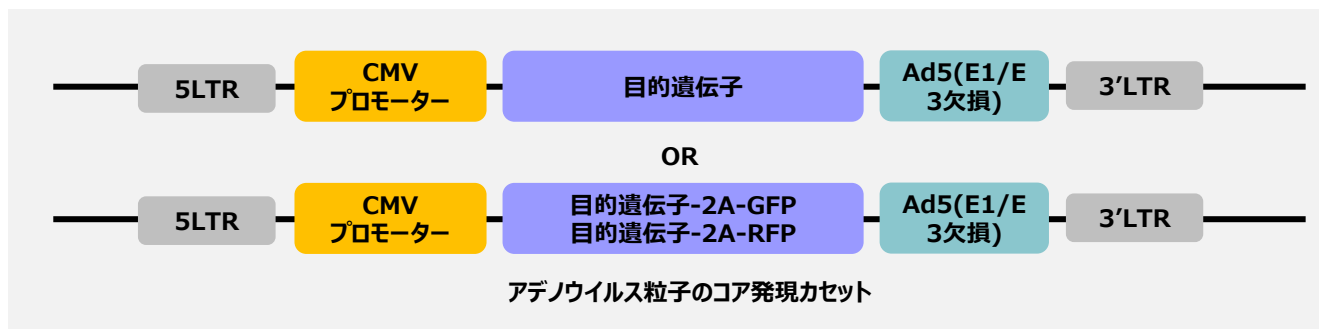 5LTR
CMV
プロモーター
目的遺伝子
Ad5(E1/E
3欠損)
3’LTR
OR
5LTR
CMV
プロモーター
目的遺伝子-2A-GFP
目的遺伝子-2A-RFP
Ad5(E1/E
3欠損)
3’LTR
アデノウイルス粒子のコア発現カセット